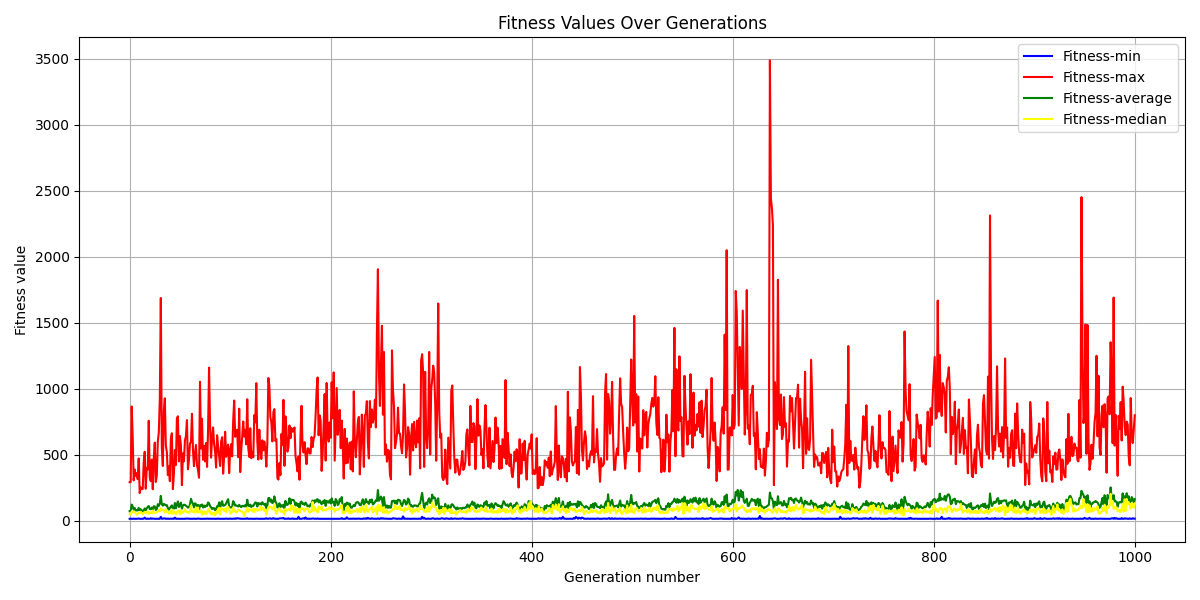 Fitness Values Over Generations
Fitness value
3500
3000
2500
2000
1500
1000
500
0
0
200
400
600
800
1000
Generation number
Fitness-min
Fitness-max
Fitness-average
Fitness-median